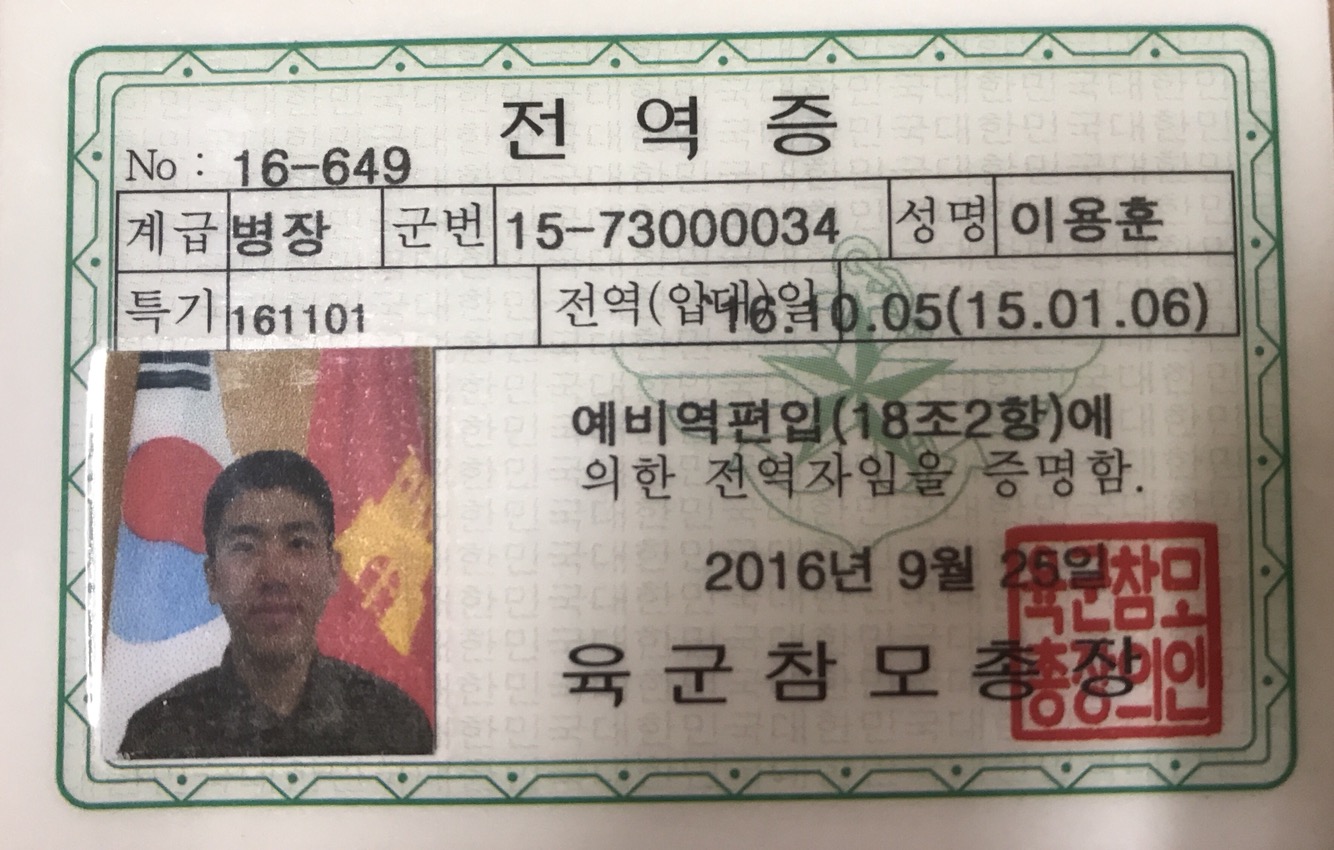 전역증
No : 16-649
계급 병장 군번 15-73000034 성명 이용훈
특기 161101 전역(입대)일 '16.10.05(15.01.06)
예비역편입(18조2항)에
의한 전역자임을 증명함.
2016년 9월 25일
육군참모총장
육군참모
총장의인